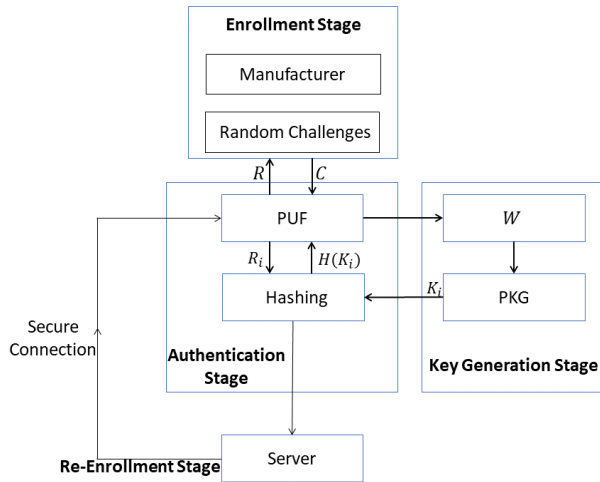 Enrollment Stage
Manufacturer
Random Challenges
R
C
PUF
W
R_i
H(K_i)
Hashing
K_i
PKG
Secure
Connection
Authentication
Stage
Key Generation Stage
Server
Re-Enrollment Stage